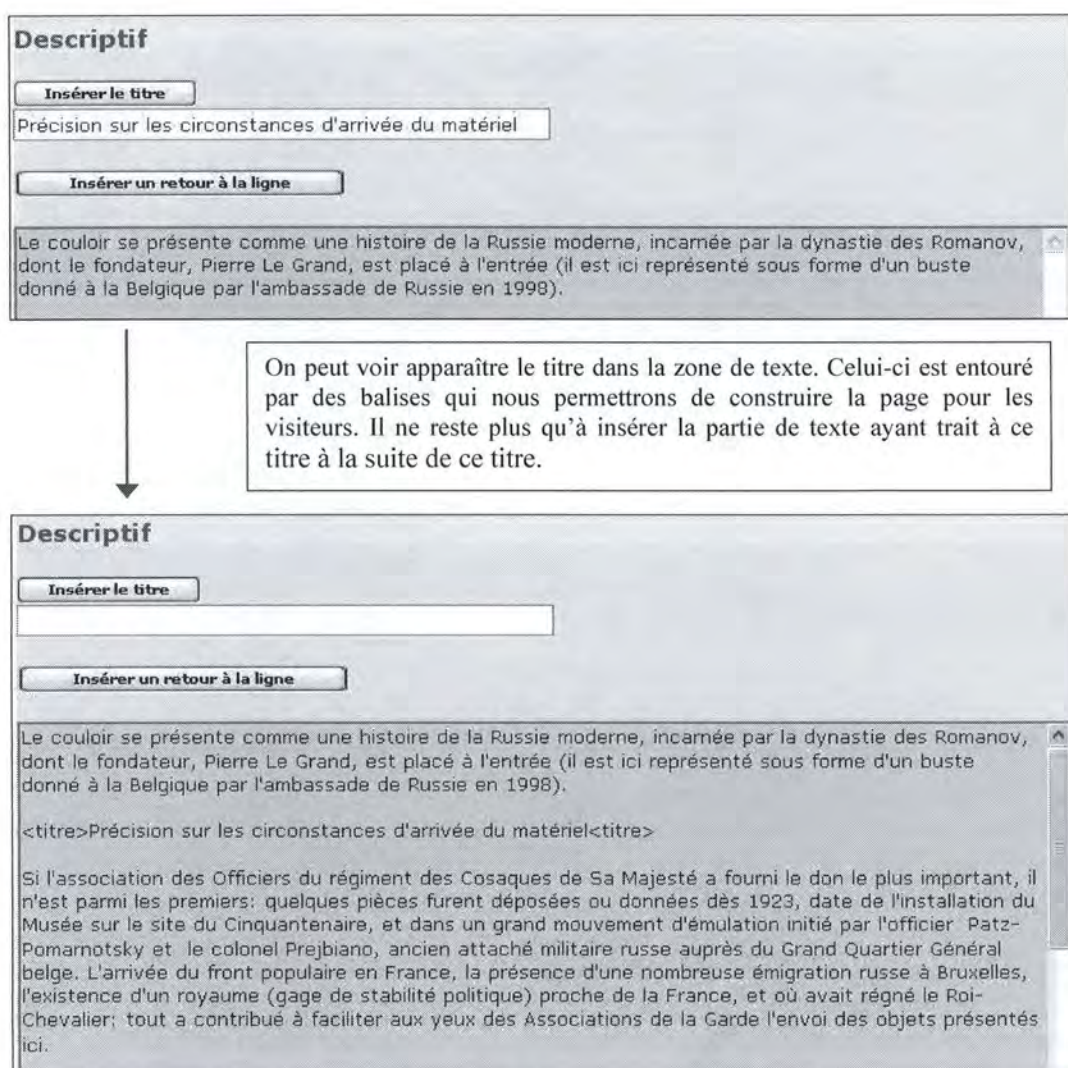 Descriptif
Insérer le titre
Précision sur les circonstances d'arrivée du matériel
Insérer un retour à la ligne
Le couloir se présente comme une histoire de la Russie moderne, incarnée par la dynastie des Romanov,
dont le fondateur, Pierre Le Grand, est placé à l'entrée (il est ici représenté sous forme d'un buste
donné à la Belgique par l'ambassade de Russie en 1998).
On peut voir apparaître le titre dans la zone de texte. Celui-ci est entouré
par des balises qui nous permettrons de construire la page pour les
visiteurs. Il ne reste plus qu'à insérer la partie de texte ayant trait à ce
titre à la suite de ce titre.
Descriptif
Insérer le titre
Insérer un retour à la ligne
Le couloir se présente comme une histoire de la Russie moderne, incarnée par la dynastie des Romanov,
dont le fondateur, Pierre Le Grand, est placé à l'entrée (il est ici représenté sous forme d'un buste
donné à la Belgique par l'ambassade de Russie en 1998).
<titre>Précision sur les circonstances d'arrivée du matériel<titre>
Si l'association des Officiers du régiment des Cosaques de Sa Majesté a fourni le don le plus important, il
n'est parmi les premiers: quelques pièces furent déposées ou données dès 1923, date de l'installation du
Musée sur le site du Cinquantenaire, et dans un grand mouvement d'émulation initié par l'officier Patz-
Pomarnotsky et le colonel Prejbiano, ancien attaché militaire russe auprès du Grand Quartier Général
belge. L'arrivée du front populaire en France, la présence d'une nombreuse émigration russe à Bruxelles,
l'existence d'un royaume (gage de stabilité politique) proche de la France, et où avait régné le Roi-
Chevalier; tout a contribué à faciliter aux yeux des Associations de la Garde l'envoi des objets présentés
ici.